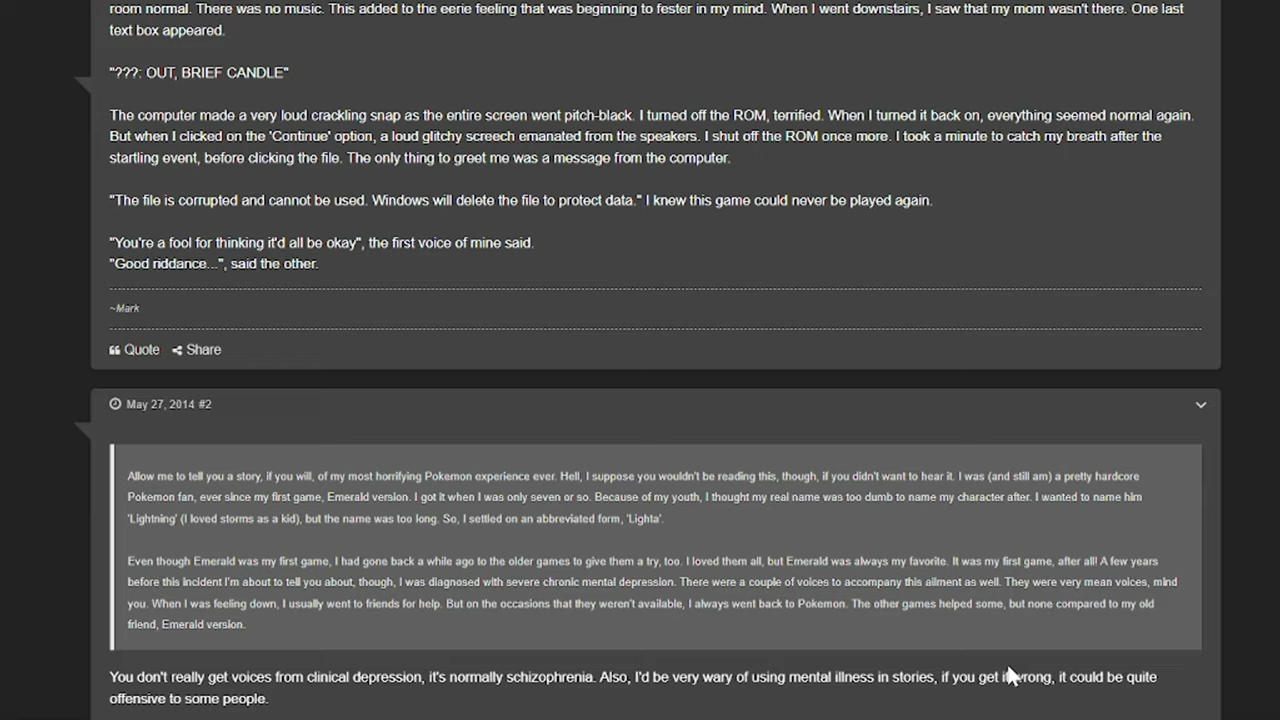 room normal. There was no music. This added to the eerie feeling that was beginning to fester in my mind. When I went downstairs, I saw that my mom wasn't there. One last
text box appeared.
"???: OUT, BRIEF CANDLE"
The computer made a very loud crackling snap as the entire screen went pitch-black. I turned off the ROM, terrified. When I turned it back on, everything seemed normal again.
But when I clicked on the 'Continue' option, a loud glitchy screech emanated from the speakers. I shut off the ROM once more. I took a minute to catch my breath after the
startling event, before clicking the file. The only thing to greet me was a message from the computer.
"The file is corrupted and cannot be used. Windows will delete the file to protect data." I knew this game could never be played again.
"You're a fool for thinking it'd all be okay", the first voice of mine said.
"Good riddance...", said the other.
~Mark
Quote Share
May 27, 2014 #2
Allow me to tell you a story, if you will, of my most horrifying Pokemon experience ever. Hell, I suppose you wouldn't be reading this, though, if you didn't want to hear it. I was (and still am) a pretty hardcore
Pokemon fan, ever since my first game, Emerald version. I got it when I was only seven or so. Because of my youth, I thought my real name was too dumb to name my character after. I wanted to name him
'Lightning' (I loved storms as a kid), but the name was too long. So, I settled on an abbreviated form, 'Lighta'.
Even though Emerald was my first game, I had gone back a while ago to the older games to give them a try, too. I loved them all, but Emerald was always my favorite. It was my first game, after all! A few years
before this incident I'm about to tell you about, though, I was diagnosed with severe chronic mental depression. There were a couple of voices to accompany this ailment as well. They were very mean voices, mind
you. When I was feeling down, I usually went to friends for help. But on the occasions that they weren't available, I always went back to Pokemon. The other games helped some, but none compared to my old
friend, Emerald version.
You don't really get voices from clinical depression, it's normally schizophrenia. Also, I'd be very wary of using mental illness in stories, if you get it wrong, it could be quite
offensive to some people.